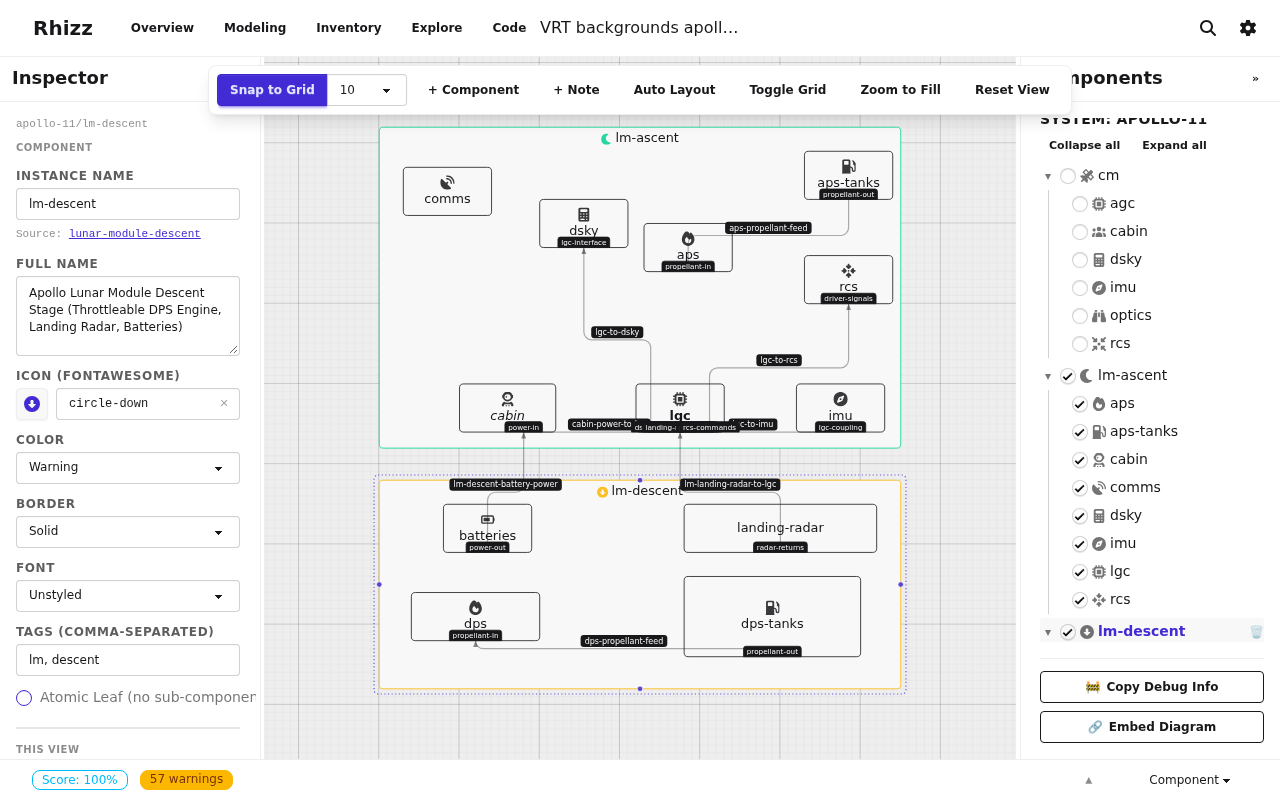 Rhizz
Overview
Modeling
Inventory
Explore
Code
VRT backgrounds apoll...
Inspector
Snap to Grid
10
+ Component
+ Note
Auto Layout
Toggle Grid
Zoom to Fill
Reset View
mponents
»
apollo-11/lm-descent
COMPONENT
INSTANCE NAME
lm-descent
Source: lunar-module-descent
FULL NAME
Apollo Lunar Module Descent
Stage (Throttleable DPS Engine,
Landing Radar, Batteries)
ICON (FONTAWESOME)
circle-down
×
COLOR
Warning
BORDER
Solid
FONT
Unstyled
TAGS (COMMA-SEPARATED)
lm, descent
Atomic Leaf (no sub-componen
THIS VIEW
lm-ascent
comms
aps-tanks
propellant-out
dsky
lgc-interface
aps-propellant-feed
aps
propellant-in
rcs
driver-signals
lgc-to-dsky
lgc-to-rcs
cabin
power-in
cabin-power-to
lgc
ds
landing-r
rcs-commands
c-to-imu
imu
lgc-coupling
lm-descent-battery-power
lm-descent
lm-landing-radar-to-lgc
batteries
power-out
landing-radar
radar-returns
dps
propellant-in
dps-propellant-feed
dps-tanks
propellant-out
SYSTEM: APOLLO-11
Collapse all
Expand all
cm
agc
cabin
dsky
imu
optics
rcs
lm-ascent
aps
aps-tanks
cabin
comms
dsky
imu
lgc
rcs
lm-descent
Copy Debug Info
Embed Diagram
Score: 100%
57 warnings
Component